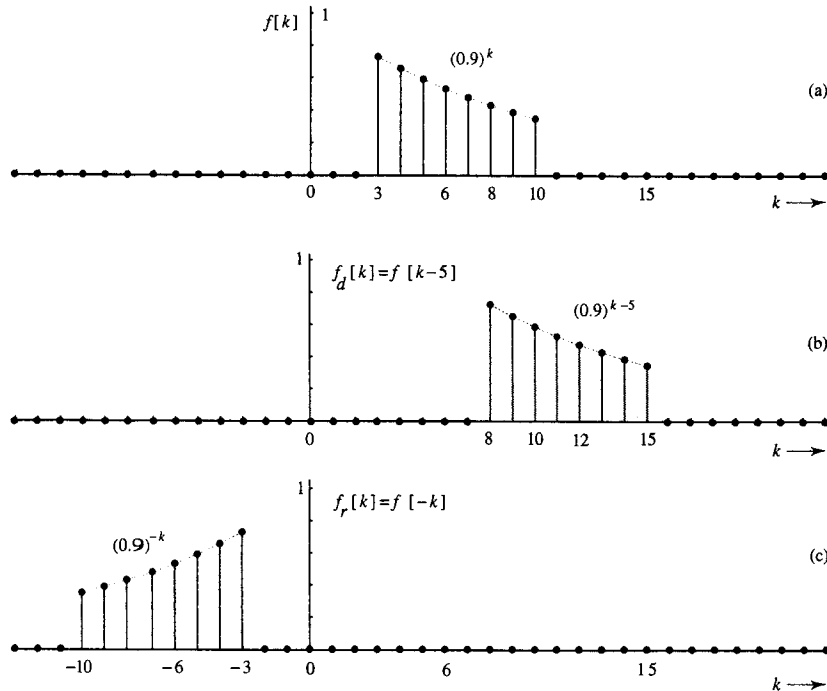 f[k]
1
(0.9)^k
(a)
0 3 6 8 10 15
k →
1
f_d[k]=f [k-5]
(0.9)^{k-5}
(b)
0 8 10 12 15
k →
1
f_r[k]=f [-k]
(0.9)^{-k}
(c)
-10 -6 -3 0 6 15
k →